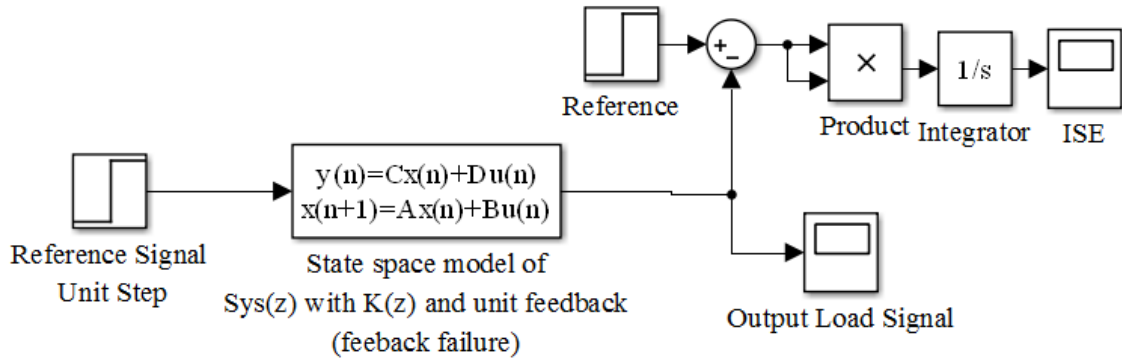 +
−
×
1/s
Reference
Product
Integrator
ISE
y(n)=Cx(n)+Du(n)
x(n+1)=Ax(n)+Bu(n)
Reference Signal
Unit Step
State space model of
Sys(z) with K(z) and unit feedback
(feeback failure)
Output Load Signal